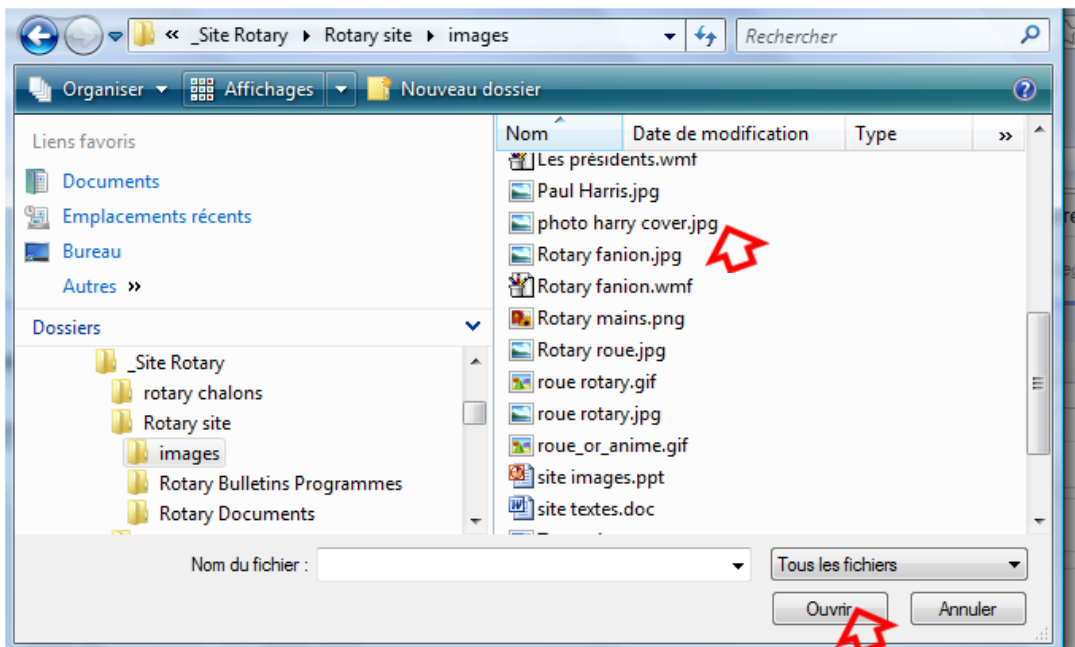 « _Site Rotary Rotary site images
Rechercher
Organiser Affichages Nouveau dossier
Liens favoris
Documents
Emplacements récents
Bureau
Autres »
Dossiers
_Site Rotary
rotary chalons
Rotary site
images
Rotary Bulletins Programmes
Rotary Documents
Nom Date de modification Type »
Les présidents.wmf
Paul Harris.jpg
photo harry cover.jpg
Rotary fanion.jpg
Rotary fanion.wmf
Rotary mains.png
Rotary roue.jpg
roue rotary.gif
roue rotary.jpg
roue_or_anime.gif
site images.ppt
site textes.doc
Nom du fichier :
Tous les fichiers
Ouvrir Annuler